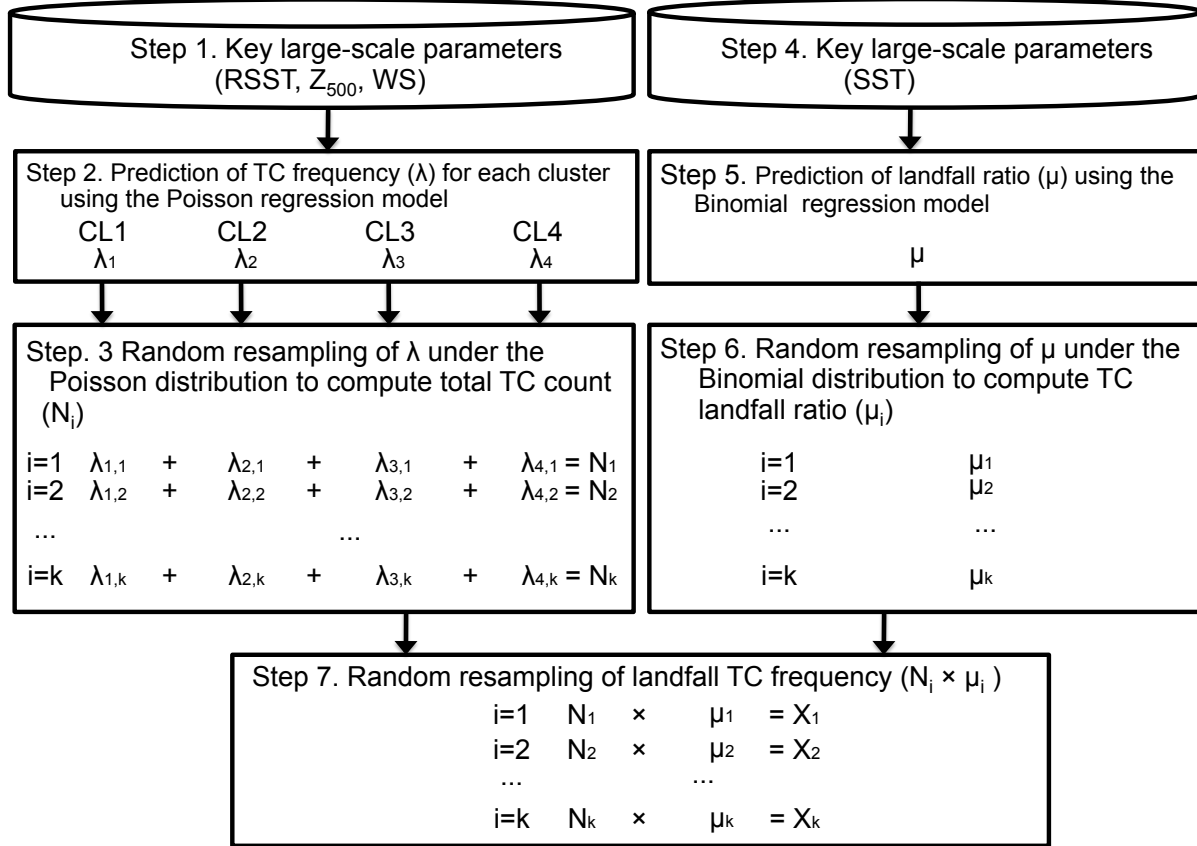 Step 1. Key large-scale parameters
(RSST, Z500, WS)
Step 2. Prediction of TC frequency (λ) for each cluster
using the Poisson regression model
CL1 CL2 CL3 CL4
λ1 λ2 λ3 λ4
Step. 3 Random resampling of λ under the
Poisson distribution to compute total TC count
(Ni)
i=1 λ1,1 + λ2,1 + λ3,1 + λ4,1 = N1
i=2 λ1,2 + λ2,2 + λ3,2 + λ4,2 = N2
... ...
i=k λ1,k + λ2,k + λ3,k + λ4,k = Nk
Step 4. Key large-scale parameters
(SST)
Step 5. Prediction of landfall ratio (μ) using the
Binomial regression model
μ
Step 6. Random resampling of μ under the
Binomial distribution to compute TC
landfall ratio (μi)
i=1 μ1
i=2 μ2
... ...
i=k μk
Step 7. Random resampling of landfall TC frequency (Ni × μi )
i=1 N1 × μ1 = X1
i=2 N2 × μ2 = X2
... ...
i=k Nk × μk = Xk